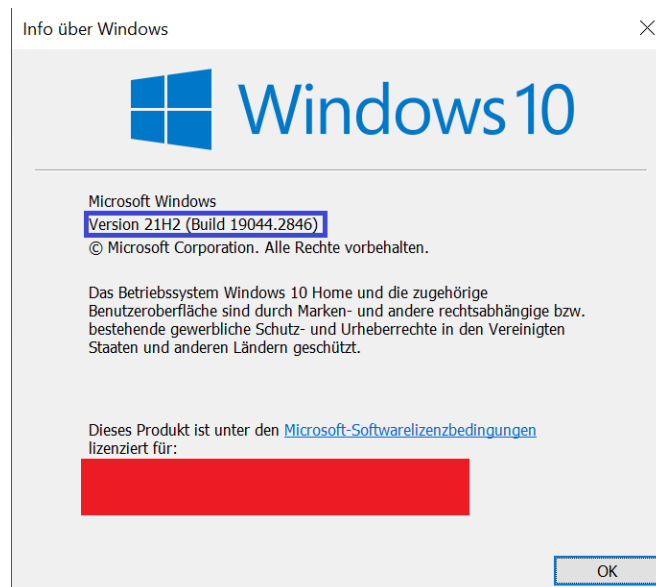 Info über Windows
Windows 10
Microsoft Windows
Version 21H2 (Build 19044.2846)
© Microsoft Corporation. Alle Rechte vorbehalten.
Das Betriebssystem Windows 10 Home und die zugehörige
Benutzeroberfläche sind durch Marken- und andere rechtsabhängige bzw.
bestehende gewerbliche Schutz- und Urheberrechte in den Vereinigten
Staaten und anderen Ländern geschützt.
Dieses Produkt ist unter den Microsoft-Softwarelizenzbedingungen
lizenziert für:
OK